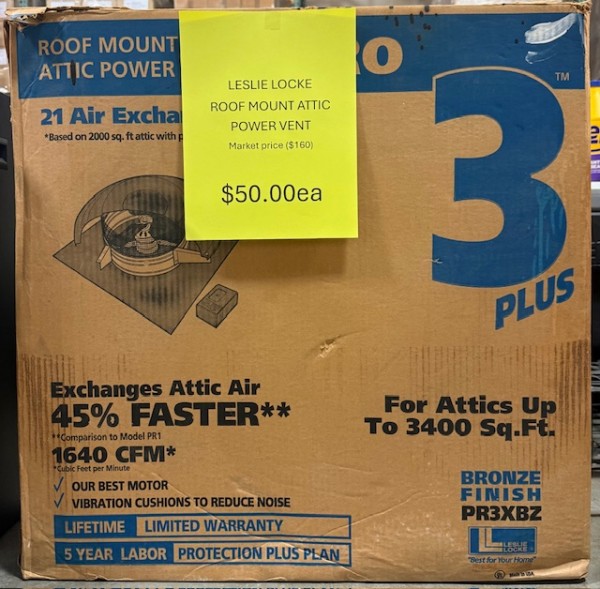 ROOF MOUNT
ATTIC POWER
RO
21 Air Excha
*Based on 2000 sq. ft attic with p
LESLIE LOCKE
ROOF MOUNT ATTIC
POWER VENT
Market price ($160)
$50.00ea
3
TM
PLUS
Exchanges Attic Air
45% FASTER**
**Comparison to Model PR1
1640 CFM*
*Cubic Feet per Minute
✓ OUR BEST MOTOR
✓ VIBRATION CUSHIONS TO REDUCE NOISE
LIFETIME LIMITED WARRANTY
5 YEAR LABOR PROTECTION PLUS PLAN
For Attics Up
To 3400 Sq.Ft.
BRONZE
FINISH
PR3XBZ
LESLIE
LOCKE
"Best for Your Home"
Made in USA